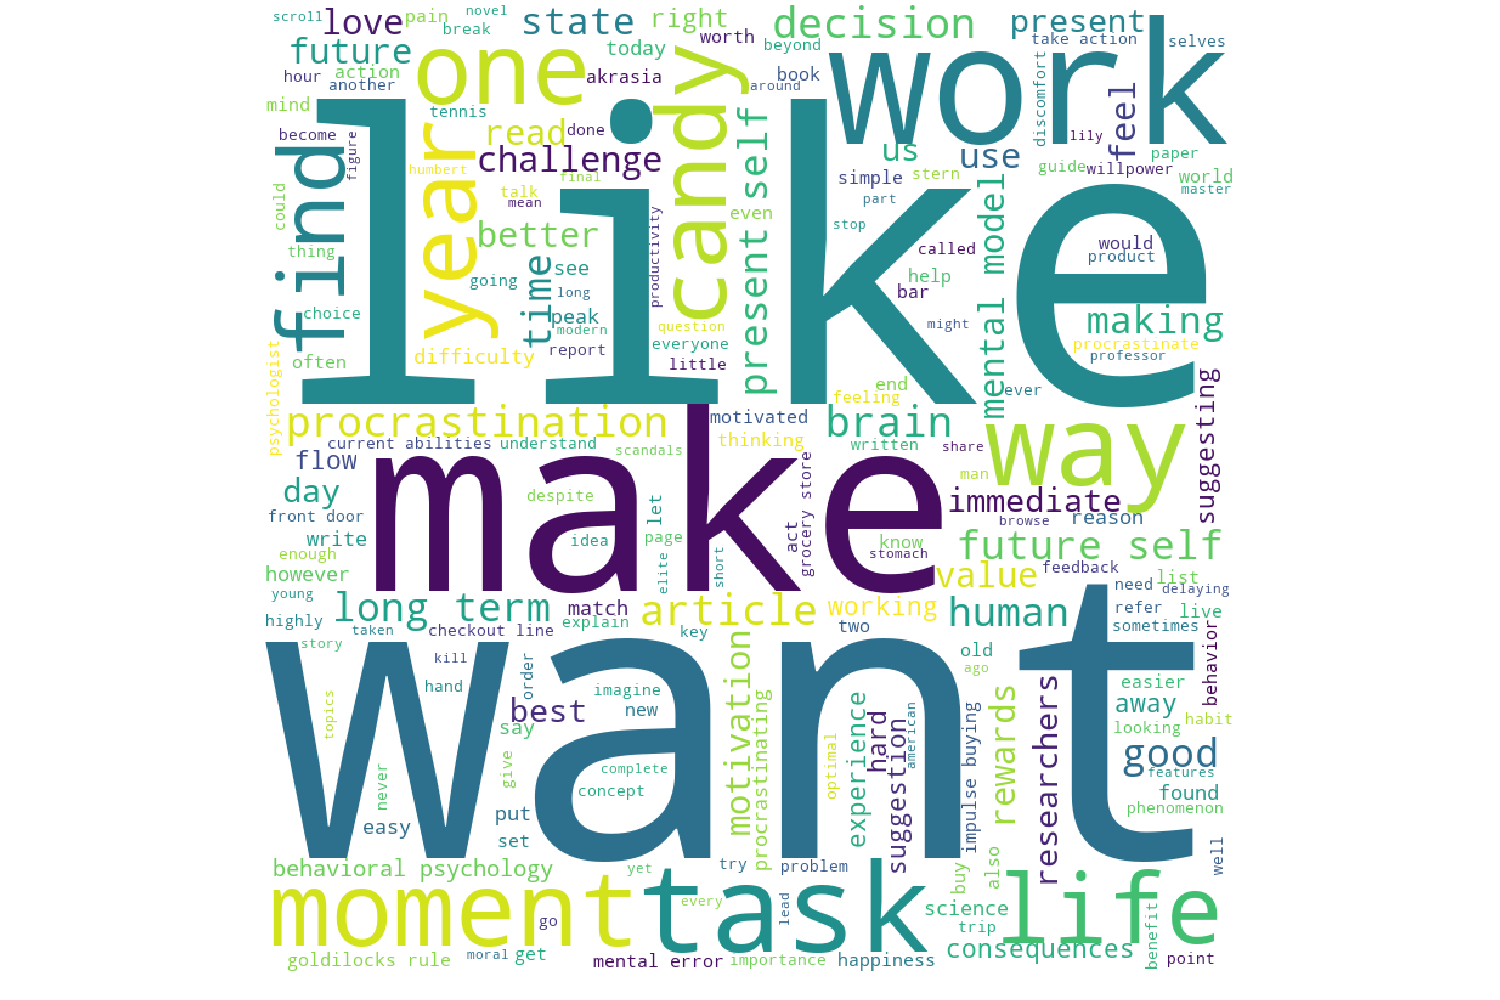 scroll
love
pain
novel
break
state
right
decision
present
future
one
today
worth
beyond
take action
selves
work
hour
action
another
akrasia
candy
book
around
mind
tennis
like
discomfort
lily
feel
become
figure
find
year
read
done
challenge
humbert
final
talk
mean
present self
us
use
paper
guide
willpower
world
master
simple
stern
part
mental model
could
better
even
stop
productivity
thing
going
see
time
long
called
would
product
help
bar
choice
peak
modern
question
might
making
often
difficulty
report
everyone
little
procrastinate
professor
psychologist
end
feeling
ever
suggesting
procrastination
motivated
brain
way
current abilities
understand
thinking
written
share
scandals
flow
make
man
day
despite
let
grocery store
immediate
front door
write
idea
page
act
know
stomach
browse
reason
enough
elite
short
future self
however
value
feedback
young
need
list
delaying
highly
long term
match
article
working
human
refer
live
taken
checkout line
explain
key
two
sometimes
story
want
kill
old
ago
behavior
hand
order
imagine
motivation
easier
topics
best
new
experience
hard
american
rewards
researchers
away
habit
say
procrastinating
optimal
suggestion
impulse buying
looking
good
never
give
complete
features
concept
found
easy
put
phenomenon
set
behavioral psychology
yet
try
problem
buy
also
well
moment
task
life
every
lead
science
go
trip
benefit
goldilocks rule
moral
get
mental error
importance
happiness
consequences
point